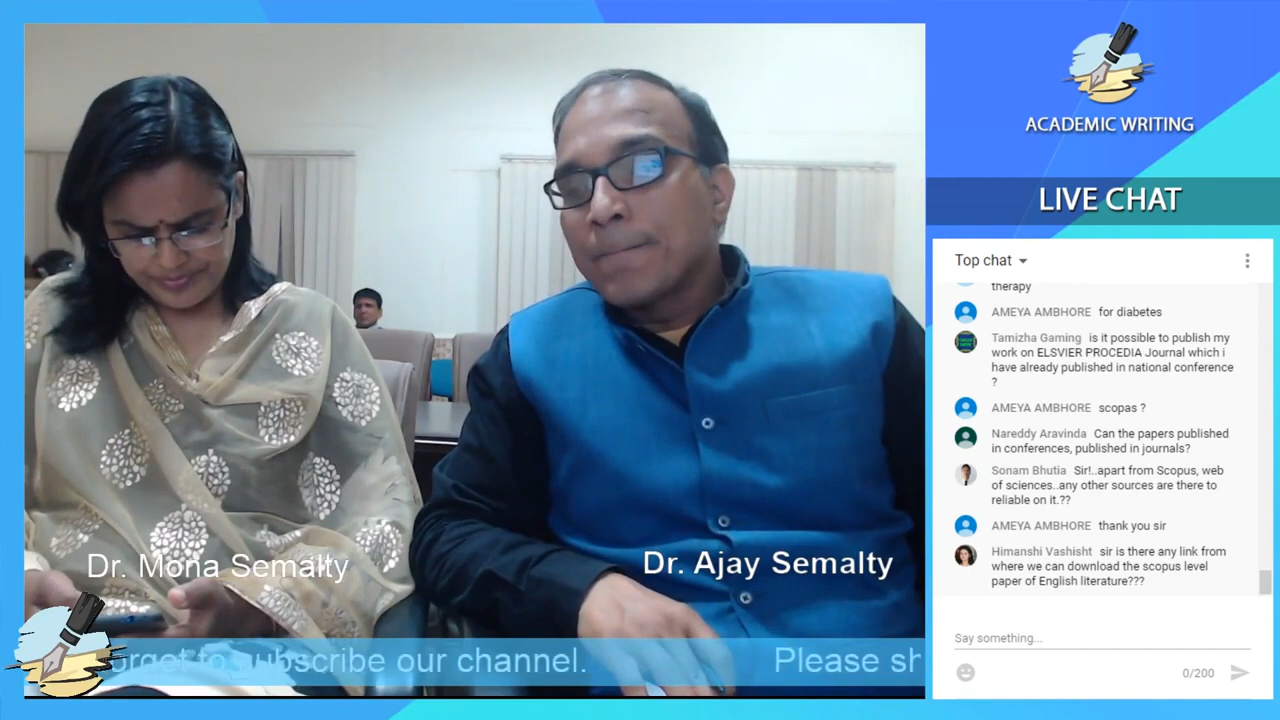 Dr. Mona Semalty
Dr. Ajay Semalty
orget to subscribe our channel.
Please sh
ACADEMIC WRITING
LIVE CHAT
Top chat
therapy
AMEYA AMBHORE for diabetes
Tamizha Gaming is it possible to publish my
work on ELSVIER PROCEDIA Journal which i
have already published in national conference
?
AMEYA AMBHORE scopas ?
Nareddy Aravinda Can the papers published
in conferences, published in journals?
Sonam Bhutia Sir!..apart from Scopus, web
of sciences..any other sources are there to
reliable on it.??
AMEYA AMBHORE thank you sir
Himanshi Vashisht sir is there any link from
where we can download the scopus level
paper of English literature???
Say something...
0/200